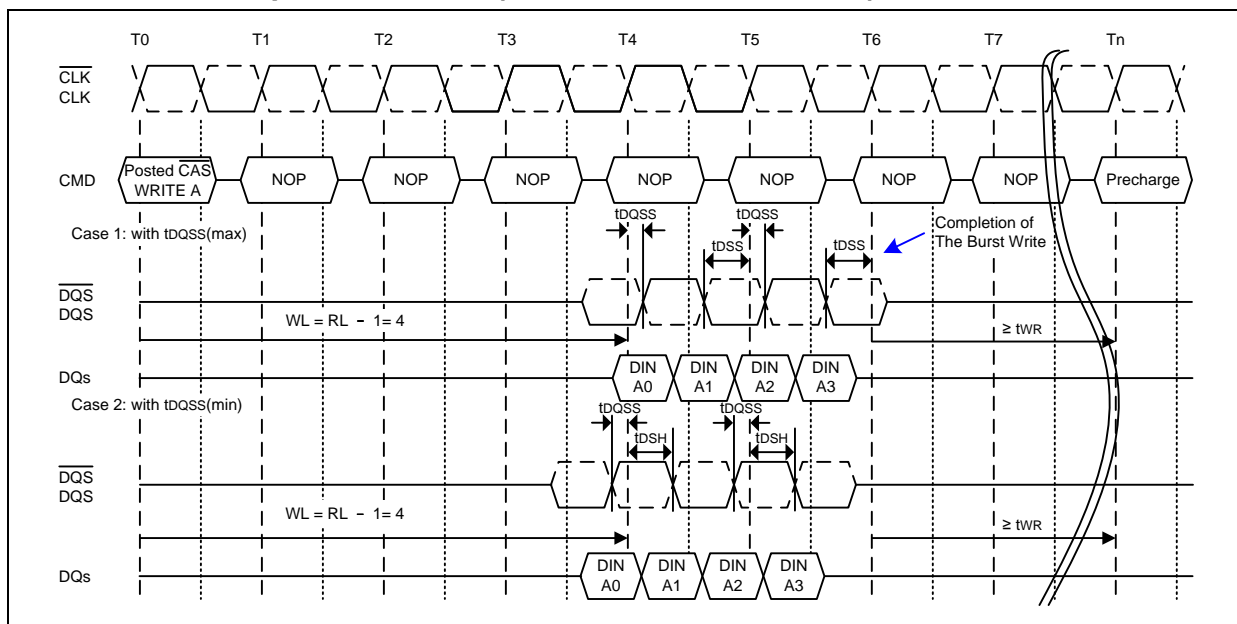 T0 T1 T2 T3 T4 T5 T6 T7 Tn
CLK
CLK
CMD
Posted CAS
WRITE A
NOP NOP NOP NOP NOP NOP NOP Precharge
Case 1: with tDQSS(max)
tDQSS tDQSS
tDSS tDSS
Completion of
The Burst Write
DQS
DQS
WL = RL - 1= 4
≥ tWR
DQs
DIN
A0
DIN
A1
DIN
A2
DIN
A3
Case 2: with tDQSS(min)
tDQSS tDQSS
tDSH tDSH
DQS
DQS
WL = RL - 1= 4
≥ tWR
DQs
DIN
A0
DIN
A1
DIN
A2
DIN
A3